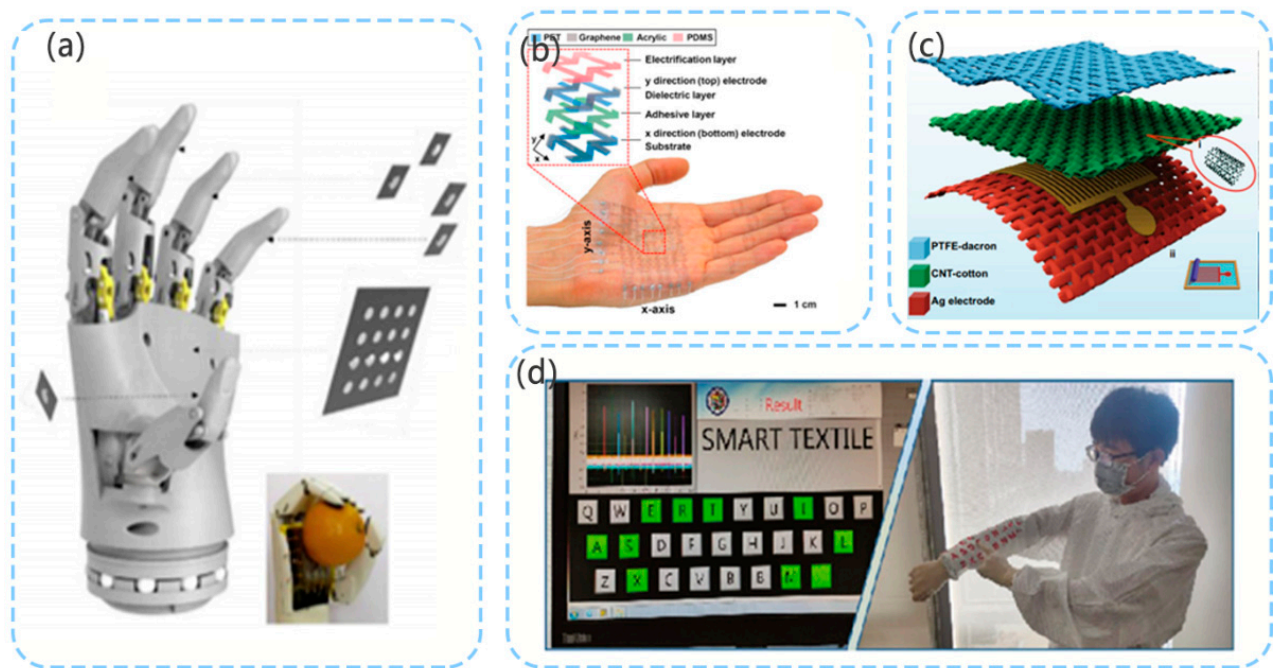 (a)
(b)
PET Graphene Acrylic PDMS
Electrification layer
y direction (top) electrode
Dielectric layer
Adhesive layer
x direction (bottom) electrode
Substrate
y
x
y-axis
x-axis
1 cm
(c)
i
PTFE-dacron
CNT-cotton
Ag electrode
ii
(d)
Result
SMART TEXTILE
Q W E R T Y U I O P
A S D F G H J K L
Z X C V B B M